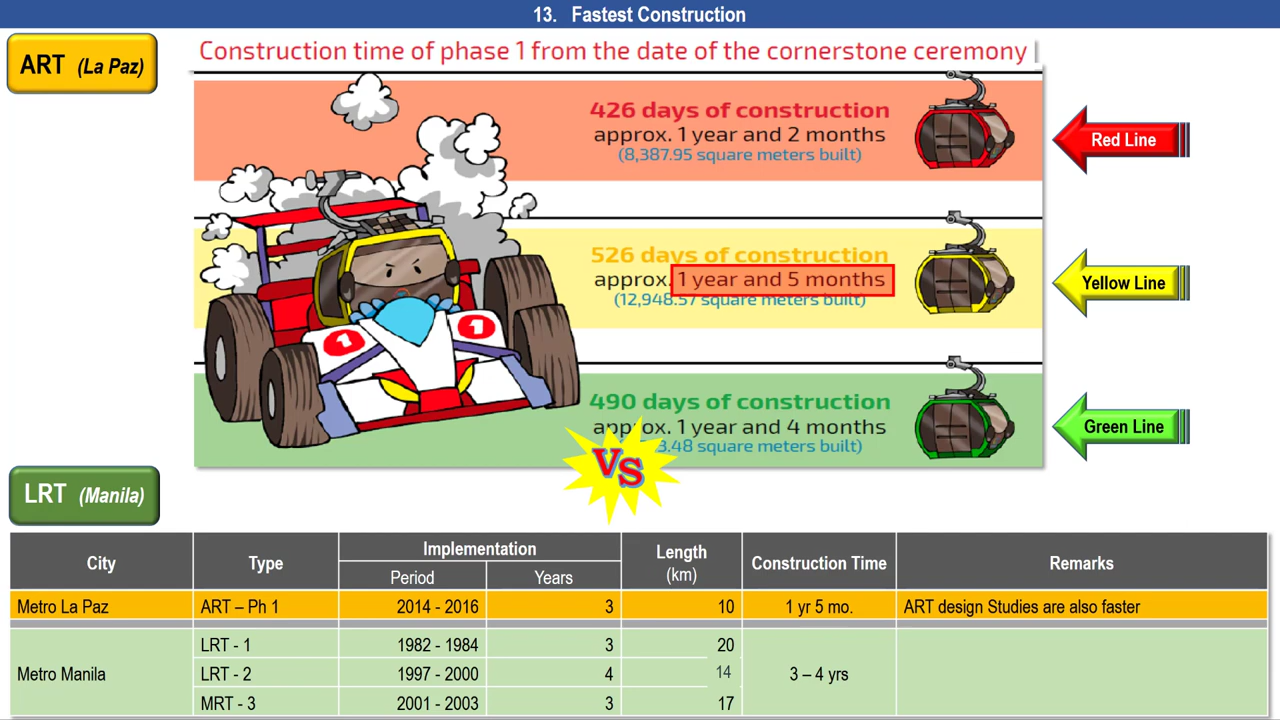 13. Fastest Construction
ART (La Paz)
Construction time of phase 1 from the date of the cornerstone ceremony
426 days of construction
approx. 1 year and 2 months
(8,387.95 square meters built)
Red Line
526 days of construction
approx. 1 year and 5 months
(12,948.57 square meters built)
Yellow Line
1 1
490 days of construction
approx. 1 year and 4 months
3.48 square meters built)
Green Line
VS
LRT (Manila)
City Type Implementation Length (km) Construction Time Remarks
Period Years
Metro La Paz ART – Ph 1 2014 - 2016 3 10 1 yr 5 mo. ART design Studies are also faster
Metro Manila LRT - 1 1982 - 1984 3 20 3 – 4 yrs
LRT - 2 1997 - 2000 4 14
MRT - 3 2001 - 2003 3 17